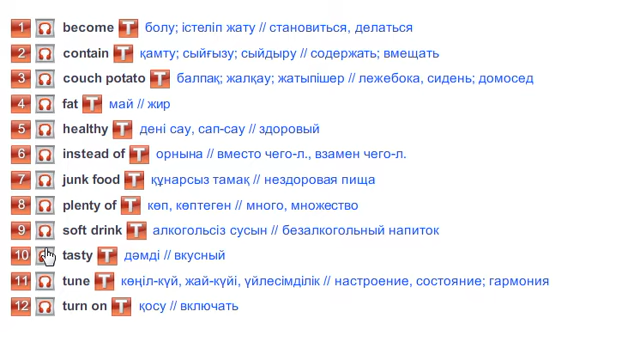 1 become T болу; істеліп жату // становиться, делаться
2 contain T қамту; сыйғызу; сыйдыру // содержать; вмещать
3 couch potato T балпақ; жалқау; жатыпішер // лежебока, сидень; домосед
4 fat T май // жир
5 healthy T дені сау, сап-сау // здоровый
6 instead of T орнына // вместо чего-л., взамен чего-л.
7 junk food T құнарсыз тамақ // нездоровая пища
8 plenty of T көп, көптеген // много, множество
9 soft drink T алкогольсіз сусын // безалкогольный напиток
10 tasty T дәмді // вкусный
11 tune T көңіл-күй, жай-күйі, үйлесімділік // настроение, состояние; гармония
12 turn on T қосу // включать